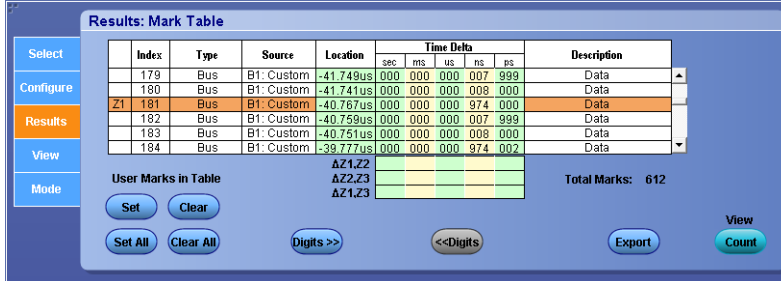 Results: Mark Table
Select
Configure
Results
View
Mode
Index Type Source Location Time Delta Description
sec ms us ns ps
179 Bus B1: Custom -41.749us 000 000 000 007 999 Data
180 Bus B1: Custom -41.741us 000 000 000 008 000 Data
Z1 181 Bus B1: Custom -40.767us 000 000 000 974 000 Data
182 Bus B1: Custom -40.759us 000 000 000 007 999 Data
183 Bus B1: Custom -40.751us 000 000 000 008 000 Data
184 Bus B1: Custom -39.777us 000 000 000 974 002 Data
ΔZ1,Z2
ΔZ2,Z3
ΔZ1,Z3
User Marks in Table
Total Marks: 612
Set Clear
Set All Clear All Digits >> <<Digits Export
View
Count